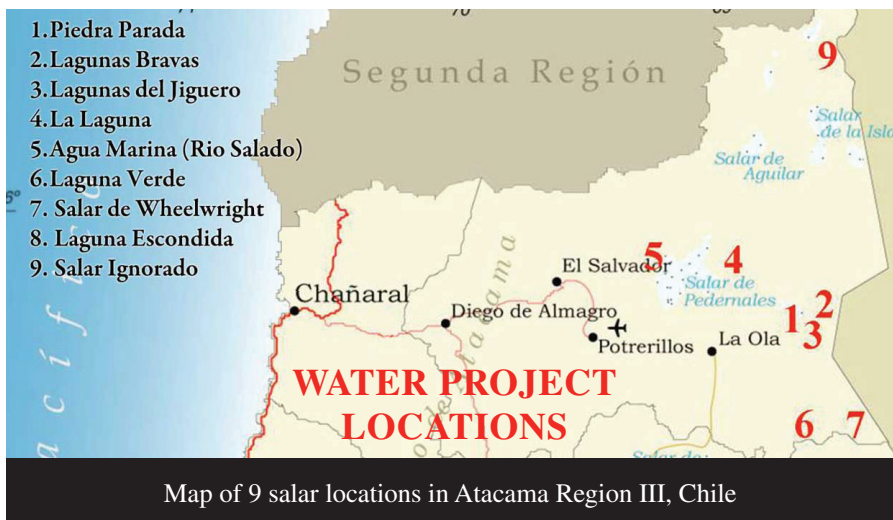 70
1.Piedra Parada
2.Lagunas Bravas
3.Lagunas del Jiguero
4.La Laguna
5.Agua Marina (Rio Salado)
6.Laguna Verde
7. Salar de Wheelwright
8. Laguna Escondida
9. Salar Ignorado
Segunda Región
9
Salar
de la Isla
Salar de
Aguilar
5
4
El Salvador
Salar de
Pedernales
Chañaral
Diego de Almagro
Potrerillos
La Ola
1
2
3
WATER PROJECT
LOCATIONS
6
7
Map of 9 salar locations in Atacama Region III, Chile